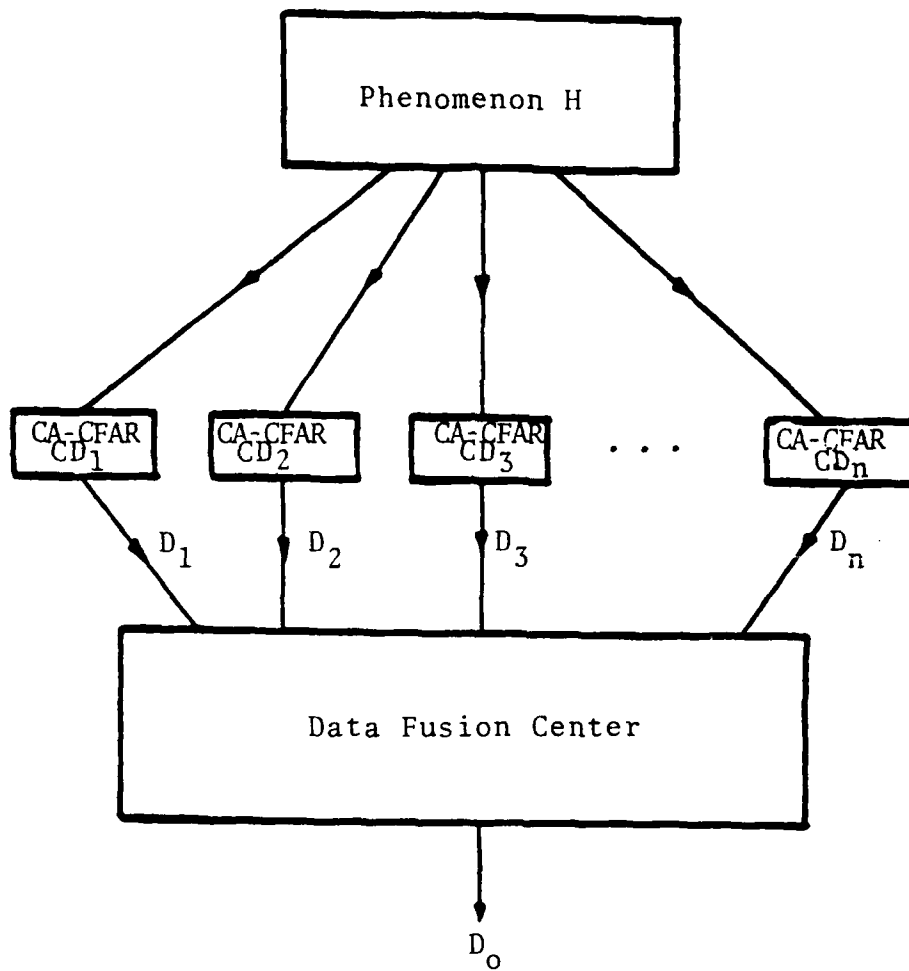 Phenomenon H
CA-CFAR
CD1
CA-CFAR
CD2
CA-CFAR
CD3
. . .
CA-CFAR
CDn
D1
D2
D3
Dn
Data Fusion Center
Do